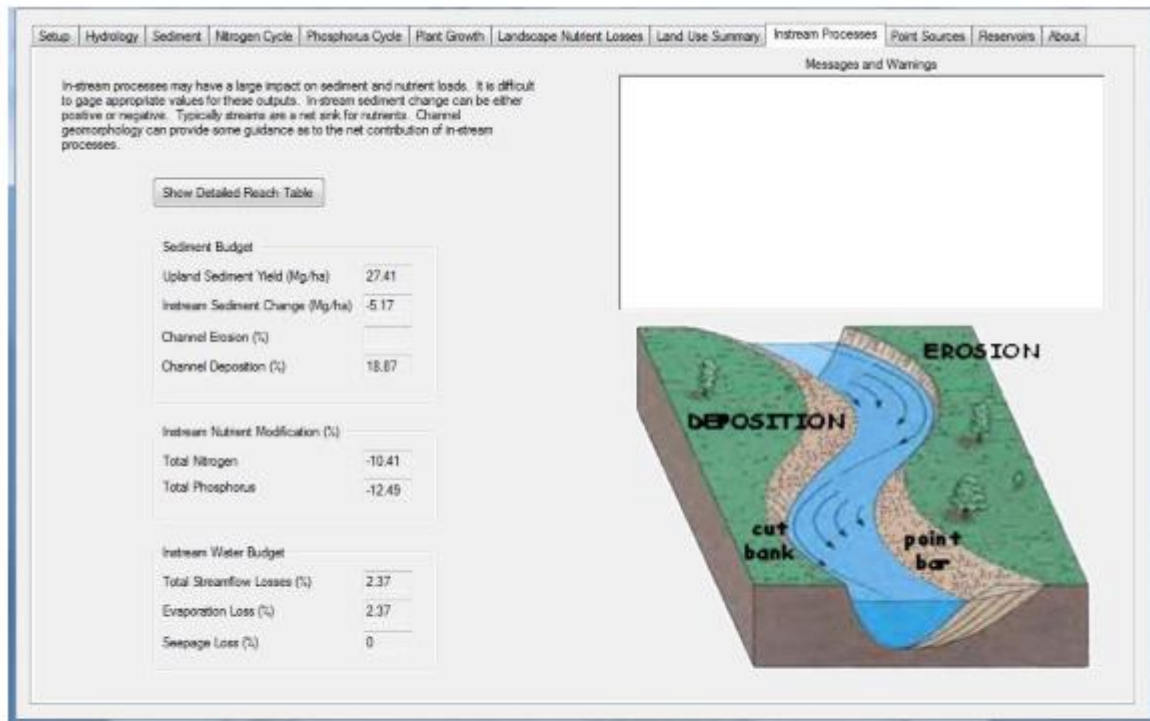 Setup Hydrology Sediment Nitrogen Cycle Phosphorus Cycle Plant Growth Landscape Nutrient Losses Land Use Summary Instream Processes Point Sources Reservoirs About
In-stream processes may have a large impact on sediment and nutrient loads. It is difficult
to gage appropriate values for these outputs. In-stream sediment change can be either
positive or negative. Typically streams are a net sink for nutrients. Channel
geomorphology can provide some guidance as to the net contribution of in-stream
processes.
Show Detailed Reach Table
Sediment Budget
Upland Sediment Yield (Mg/ha) 27.41
Instream Sediment Change (Mg/ha) -5.17
Channel Erosion (%)
Channel Deposition (%) 18.87
Instream Nutrient Modification (%)
Total Nitrogen -10.41
Total Phosphorus -12.49
Instream Water Budget
Total Streamflow Losses (%) 2.37
Evaporation Loss (%) 2.37
Seepage Loss (%) 0
Messages and Warnings
EROSION
DEPOSITION
cut
bank
point
bar